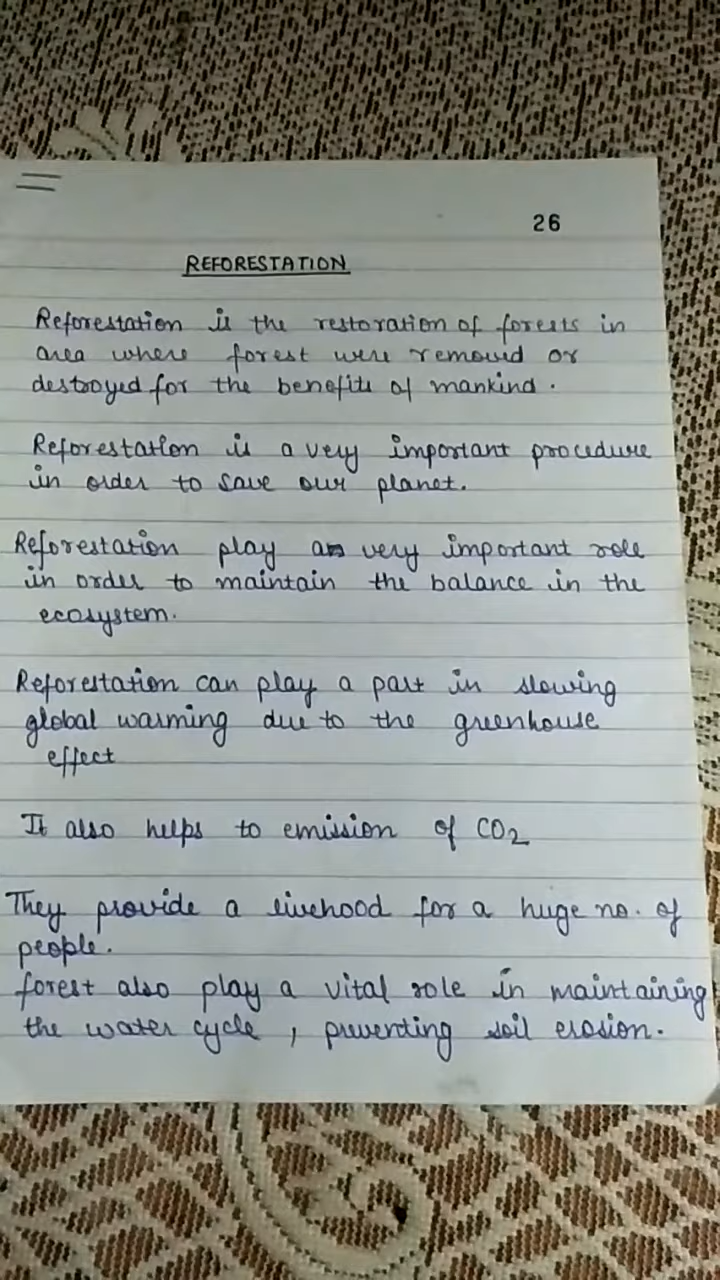 26
REFORESTATION
Reforestation is the restoration of forests in
area where forest were removed or
destroyed for the benefits of mankind.
Reforestation is a very important procedure
in order to save our planet.
Reforestation play a very important role
in order to maintain the balance in the
ecosystem.
Reforestation can play a part in slowing
global warming due to the greenhouse
effect
It also helps to emission of CO2
They provide a livehood for a huge no. of
people.
forest also play a vital role in maintaining
the water cycle, preventing soil erosion.